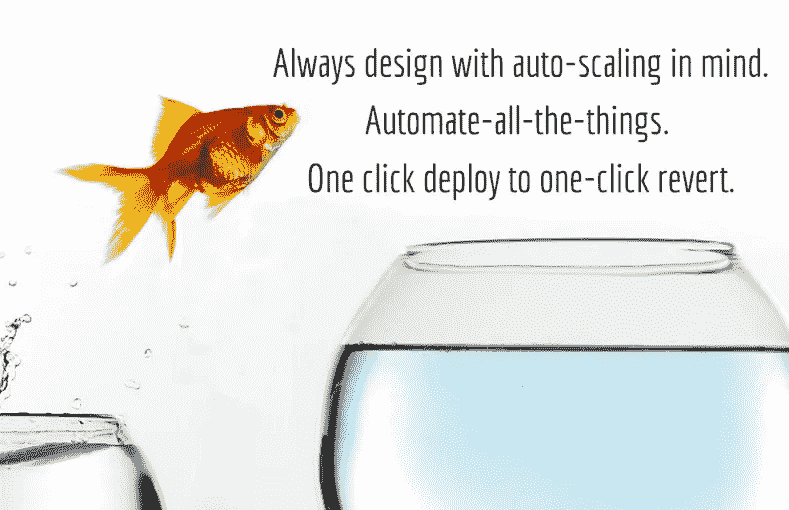 Always design with auto-scaling in mind.
Automate-all-the-things.
One click deploy to one-click revert.